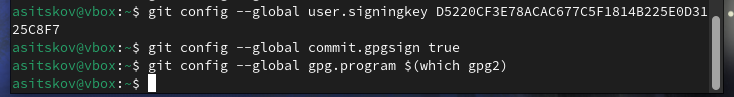 asitskov@vbox:~$ git config --global user.signingkey D5220CF3E78ACAC677C5F1814B225E0D31
25C8F7
asitskov@vbox:~$ git config --global commit.gpgsign true
asitskov@vbox:~$ git config --global gpg.program $(which gpg2)
asitskov@vbox:~$